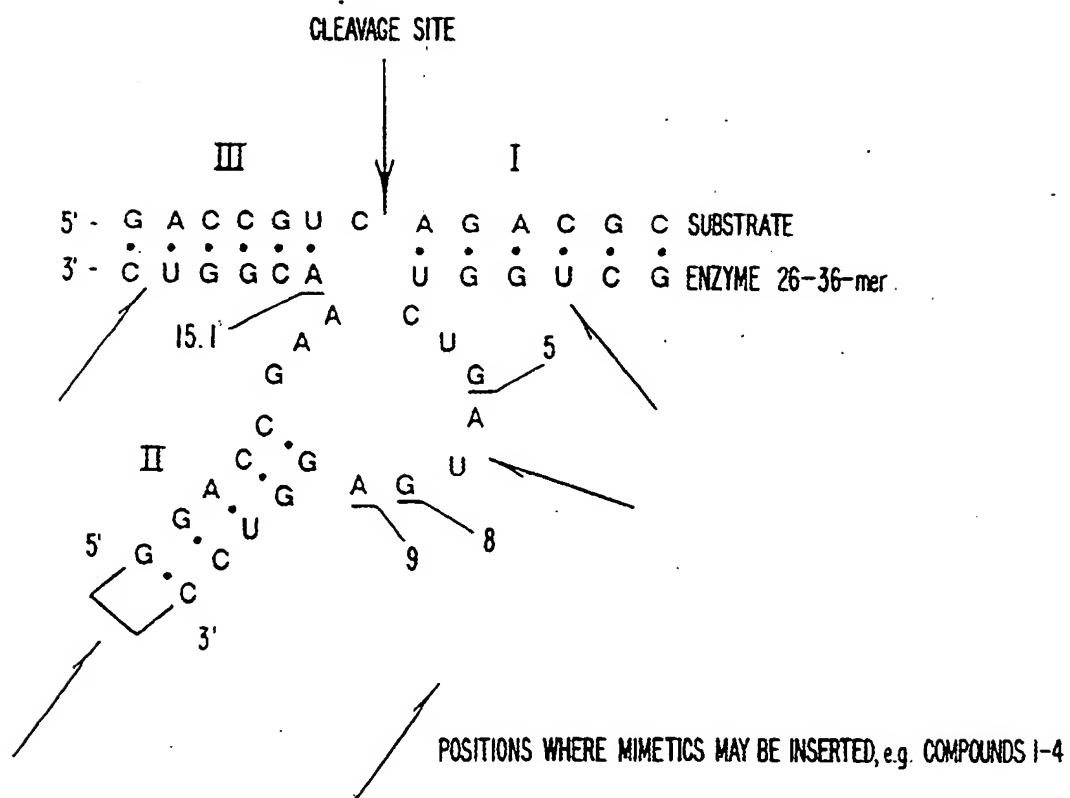 CLEAVAGE SITE
III I
5' - G A C C G U C A G A C G C SUBSTRATE
3' - C U G G C A U G G U C G ENZYME 26-36-mer
15.1
A C
A U 5
G G
A
C U
II C G A G
A G 9 8
G U
5' G C
C
3'
POSITIONS WHERE MIMETICS MAY BE INSERTED, e.g. COMPOUNDS 1-4